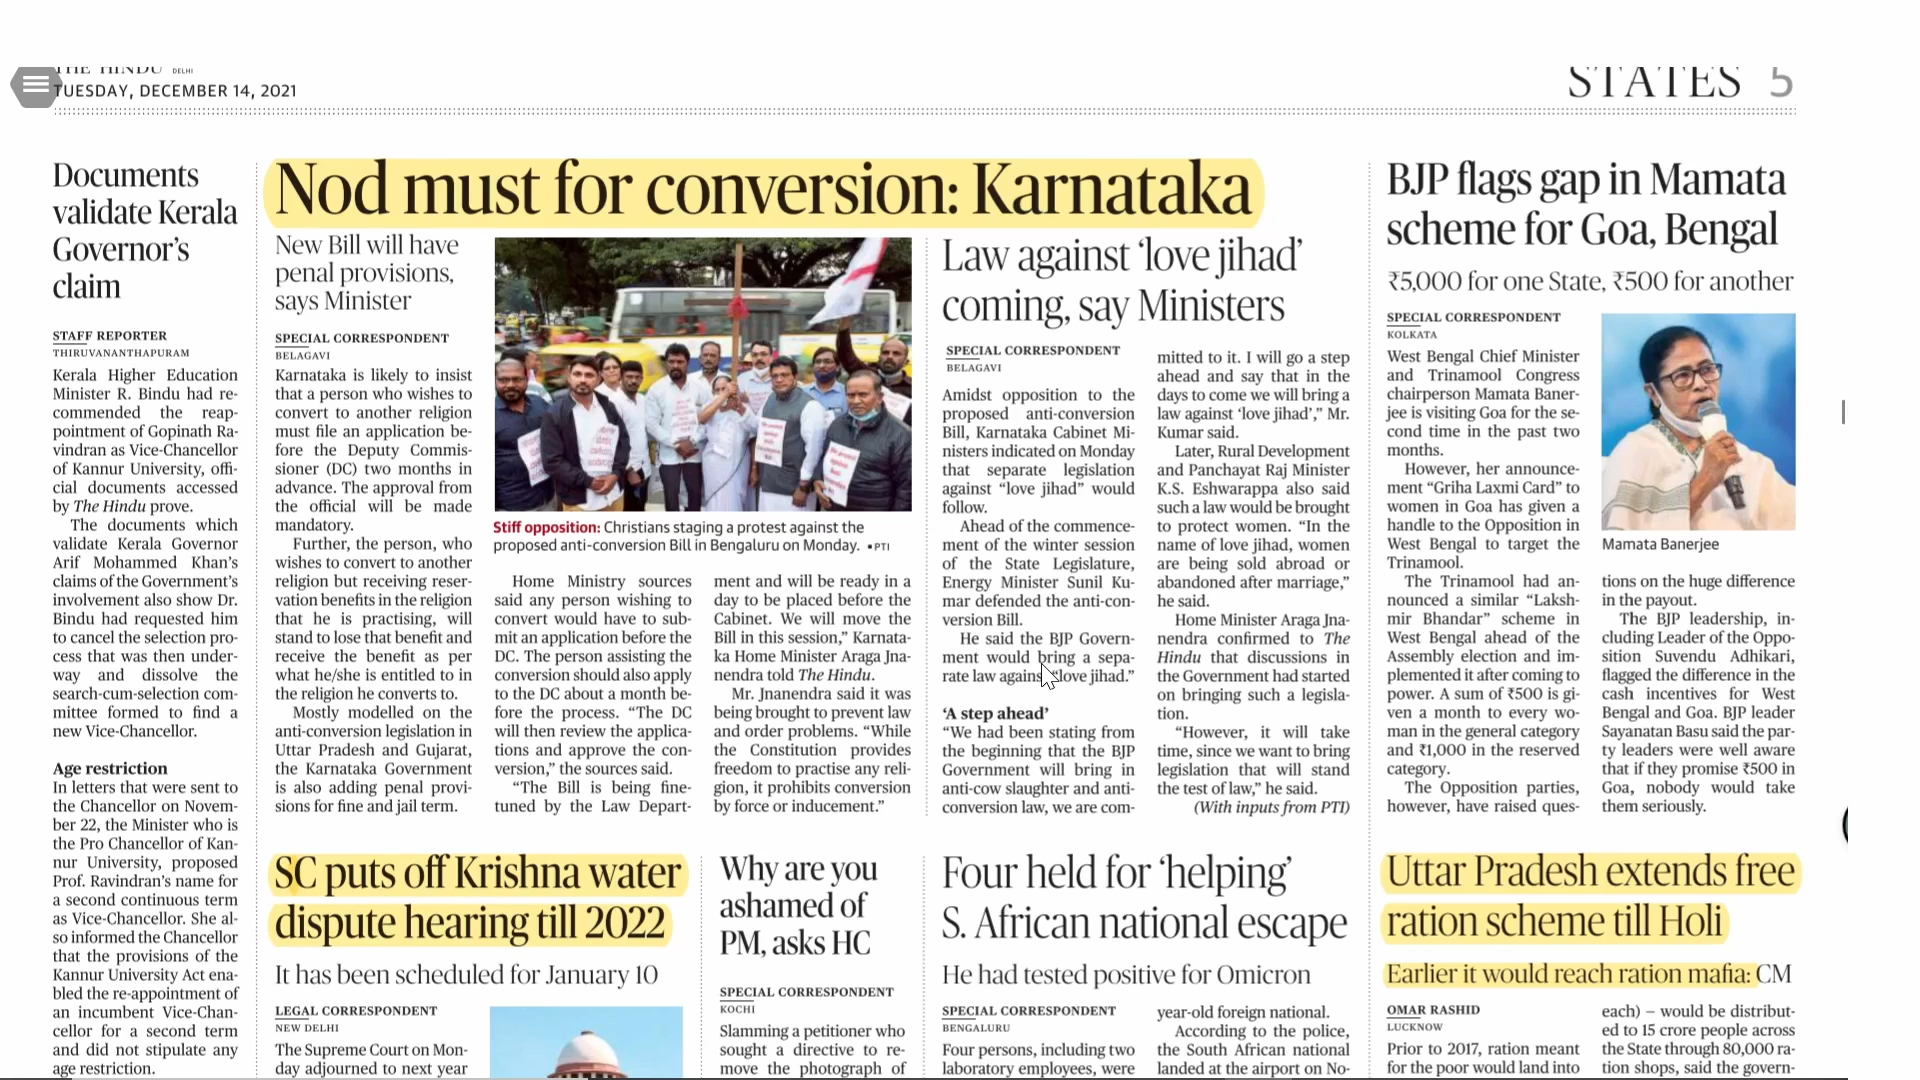 THE HINDU DELHI
TUESDAY, DECEMBER 14, 2021
STATES 5
Documents
validate Kerala
Governor’s
claim
STAFF REPORTER
THIRUVANANTHAPURAM
Kerala Higher Education
Minister R. Bindu had re-
commended the reap-
pointment of Gopinath Ra-
vindran as Vice-Chancellor
of Kannur University, offi-
cial documents accessed
by The Hindu prove.
The documents which
validate Kerala Governor
Arif Mohammed Khan’s
claims of the Government’s
involvement also show Dr.
Bindu had requested him
to cancel the selection pro-
cess that was then under-
way and dissolve the
search-cum-selection com-
mittee formed to find a
new Vice-Chancellor.
Age restriction
In letters that were sent to
the Chancellor on Novem-
ber 22, the Minister who is
the Pro Chancellor of Kan-
nur University, proposed
Prof. Ravindran’s name for
a second continuous term
as Vice-Chancellor. She al-
so informed the Chancellor
that the provisions of the
Kannur University Act ena-
bled the re-appointment of
an incumbent Vice-Chan-
cellor for a second term
and did not stipulate any
age restriction.
Nod must for conversion: Karnataka
New Bill will have
penal provisions,
says Minister
SPECIAL CORRESPONDENT
BELAGAVI
Karnataka is likely to insist
that a person who wishes to
convert to another religion
must file an application be-
fore the Deputy Commis-
sioner (DC) two months in
advance. The approval from
the official will be made
mandatory.
Further, the person, who
wishes to convert to another
religion but receiving reser-
vation benefits in the religion
that he is practising, will
stand to lose that benefit and
receive the benefit as per
what he/she is entitled to in
the religion he converts to.
Mostly modelled on the
anti-conversion legislation in
Uttar Pradesh and Gujarat,
the Karnataka Government
is also adding penal provi-
sions for fine and jail term.
Stiff opposition: Christians staging a protest against the
proposed anti-conversion Bill in Bengaluru on Monday. ▪PTI
Home Ministry sources
said any person wishing to
convert would have to sub-
mit an application before the
DC. The person assisting the
conversion should also apply
to the DC about a month be-
fore the process. “The DC
will then review the applica-
tions and approve the con-
version,” the sources said.
“The Bill is being fine-
tuned by the Law Depart-
ment and will be ready in a
day to be placed before the
Cabinet. We will move the
Bill in this session,” Karnata-
ka Home Minister Araga Jna-
nendra told The Hindu.
Mr. Jnanendra said it was
being brought to prevent law
and order problems. “While
the Constitution provides
freedom to practise any reli-
gion, it prohibits conversion
by force or inducement.”
Law against ‘love jihad’
coming, say Ministers
SPECIAL CORRESPONDENT
BELAGAVI
Amidst opposition to the
proposed anti-conversion
Bill, Karnataka Cabinet Mi-
nisters indicated on Monday
that separate legislation
against “love jihad” would
follow.
Ahead of the commence-
ment of the winter session
of the State Legislature,
Energy Minister Sunil Ku-
mar defended the anti-con-
version Bill.
He said the BJP Govern-
ment would bring a sepa-
rate law against “love jihad.”
‘A step ahead’
“We had been stating from
the beginning that the BJP
Government will bring in
anti-cow slaughter and anti-
conversion law, we are com-
mitted to it. I will go a step
ahead and say that in the
days to come we will bring a
law against ‘love jihad’,” Mr.
Kumar said.
Later, Rural Development
and Panchayat Raj Minister
K.S. Eshwarappa also said
such a law would be brought
to protect women. “In the
name of love jihad, women
are being sold abroad or
abandoned after marriage,”
he said.
Home Minister Araga Jna-
nendra confirmed to The
Hindu that discussions in
the Government had started
on bringing such a legisla-
tion.
“However, it will take
time, since we want to bring
legislation that will stand
the test of law,” he said.
(With inputs from PTI)
BJP flags gap in Mamata
scheme for Goa, Bengal
₹5,000 for one State, ₹500 for another
SPECIAL CORRESPONDENT
KOLKATA
West Bengal Chief Minister
and Trinamool Congress
chairperson Mamata Baner-
jee is visiting Goa for the se-
cond time in the past two
months.
However, her announce-
ment “Griha Laxmi Card” to
women in Goa has given a
handle to the Opposition in
West Bengal to target the
Trinamool.
The Trinamool had an-
nounced a similar “Laksh-
mir Bhandar” scheme in
West Bengal ahead of the
Assembly election and im-
plemented it after coming to
power. A sum of ₹500 is gi-
ven a month to every wo-
man in the general category
and ₹1,000 in the reserved
category.
The Opposition parties,
however, have raised ques-
Mamata Banerjee
tions on the huge difference
in the payout.
The BJP leadership, in-
cluding Leader of the Oppo-
sition Suvendu Adhikari,
flagged the difference in the
cash incentives for West
Bengal and Goa. BJP leader
Sayanatan Basu said the par-
ty leaders were well aware
that if they promise ₹500 in
Goa, nobody would take
them seriously.
SC puts off Krishna water
dispute hearing till 2022
It has been scheduled for January 10
LEGAL CORRESPONDENT
NEW DELHI
The Supreme Court on Mon-
day adjourned to next year
Why are you
ashamed of
PM, asks HC
SPECIAL CORRESPONDENT
KOCHI
Slamming a petitioner who
sought a directive to re-
move the photograph of
Four held for ‘helping’
S. African national escape
He had tested positive for Omicron
SPECIAL CORRESPONDENT
BENGALURU
Four persons, including two
laboratory employees, were
year-old foreign national.
According to the police,
the South African national
landed at the airport on No-
Uttar Pradesh extends free
ration scheme till Holi
Earlier it would reach ration mafia: CM
OMAR RASHID
LUCKNOW
Prior to 2017, ration meant
for the poor would land into
each) – would be distribut-
ed to 15 crore people across
the State through 80,000 ra-
tion shops, said the govern-